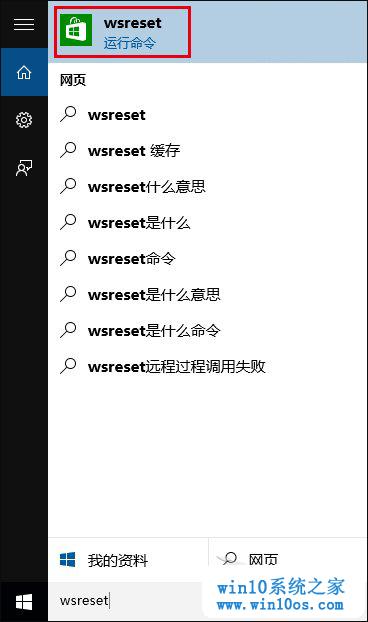 wsreset
运行命令
网页
wsreset
wsreset 缓存
wsreset什么意思
wsreset是什么
wsreset命令
wsreset是什么意思
wsreset是什么命令
wsreset远程过程调用失败
我的资料
网页
wsreset
win10系统之家
www.win10os.com